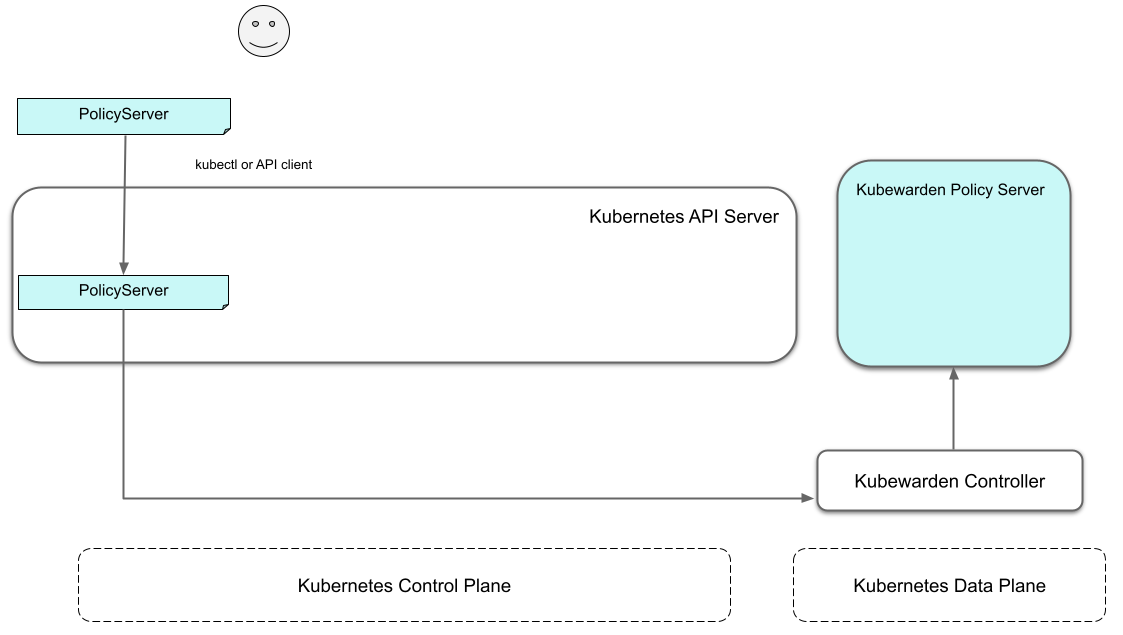 PolicyServer
kubectl or API client
Kubernetes API Server
Kubewarden Policy Server
PolicyServer
Kubewarden Controller
Kubernetes Control Plane
Kubernetes Data Plane